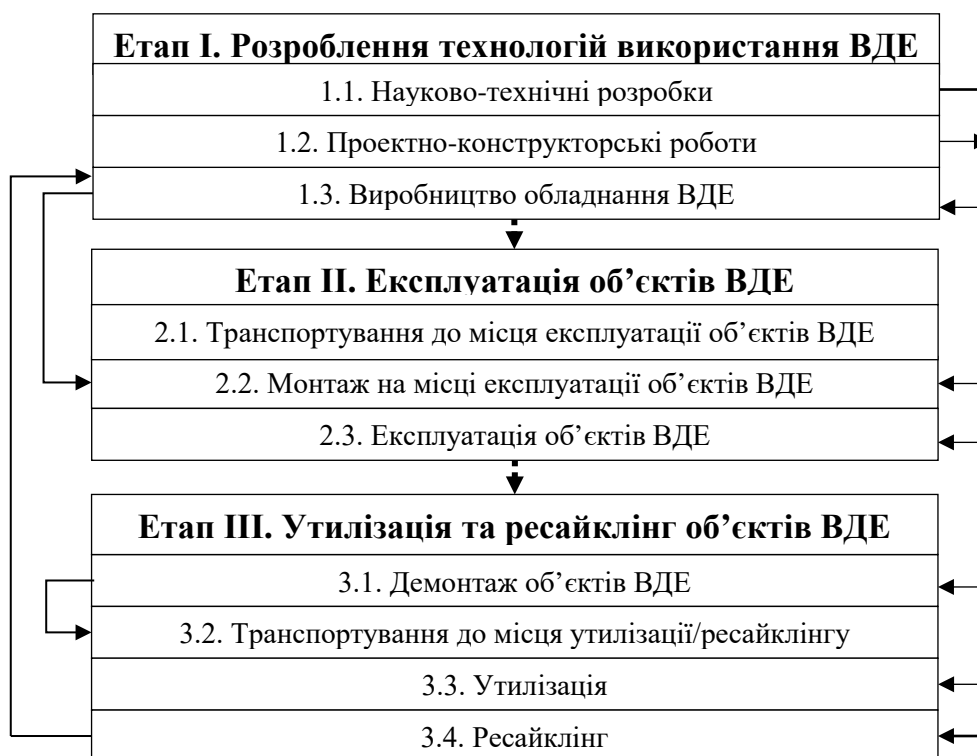 Етап І. Розроблення технологій використання ВДЕ
1.1. Науково-технічні розробки
1.2. Проектно-конструкторські роботи
1.3. Виробництво обладнання ВДЕ
Етап ІІ. Експлуатація об’єктів ВДЕ
2.1. Транспортування до місця експлуатації об’єктів ВДЕ
2.2. Монтаж на місці експлуатації об’єктів ВДЕ
2.3. Експлуатація об’єктів ВДЕ
Етап ІІІ. Утилізація та ресайклінг об’єктів ВДЕ
3.1. Демонтаж об’єктів ВДЕ
3.2. Транспортування до місця утилізації/ресайклінгу
3.3. Утилізація
3.4. Ресайклінг